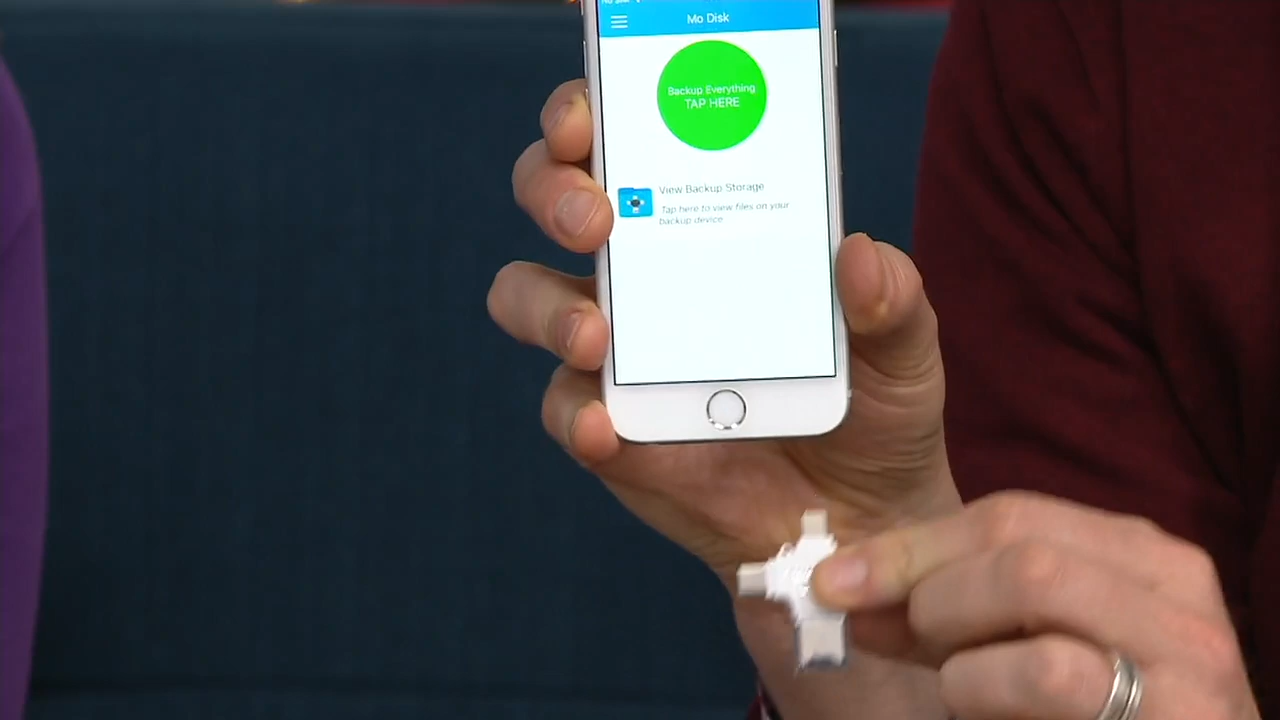 Mo Disk
Backup Everything
TAP HERE
View Backup Storage
Tap here to view files on your
backup device